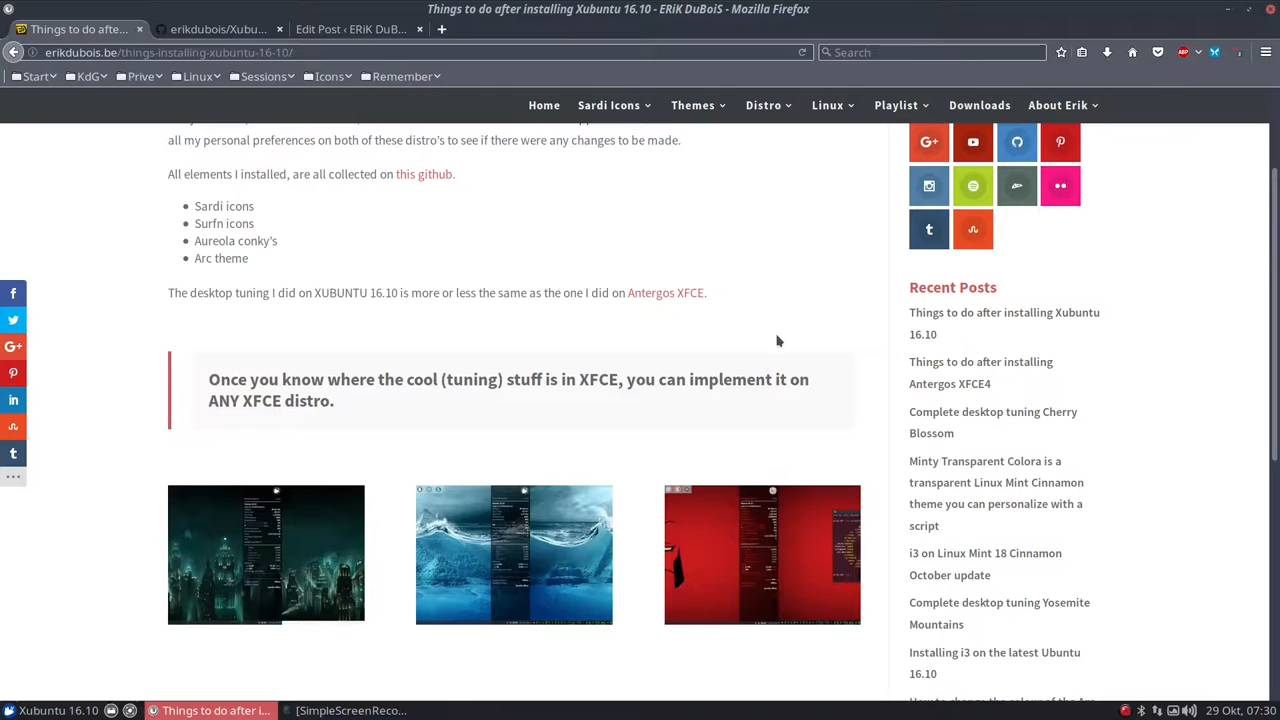 Things to do after installing Xubuntu 16.10 - ERiK DuBoiS - Mozilla Firefox
Things to do afte...
erikdubois/Xubu...
Edit Post ‹ ERiK DuB...
erikdubois.be/things-installing-xubuntu-16-10/
Search
Start
KdG
Prive
Linux
Sessions
Icons
Remember
Home
Sardi Icons
Themes
Distro
Linux
Playlist
Downloads
About Erik
all my personal preferences on both of these distro's to see if there were any changes to be made.
All elements I installed, are all collected on this github.
Sardi icons
Surfn icons
Aureola conky's
Arc theme
The desktop tuning I did on XUBUNTU 16.10 is more or less the same as the one I did on Antergos XFCE.
Once you know where the cool (tuning) stuff is in XFCE, you can implement it on
ANY XFCE distro.
Recent Posts
Things to do after installing Xubuntu
16.10
Things to do after installing
Antergos XFCE4
Complete desktop tuning Cherry
Blossom
Minty Transparent Colora is a
transparent Linux Mint Cinnamon
theme you can personalize with a
script
i3 on Linux Mint 18 Cinnamon
October update
Complete desktop tuning Yosemite
Mountains
Installing i3 on the latest Ubuntu
16.10
Xubuntu 16.10
Things to do after i...
[SimpleScreenReco...
29 Okt, 07:30